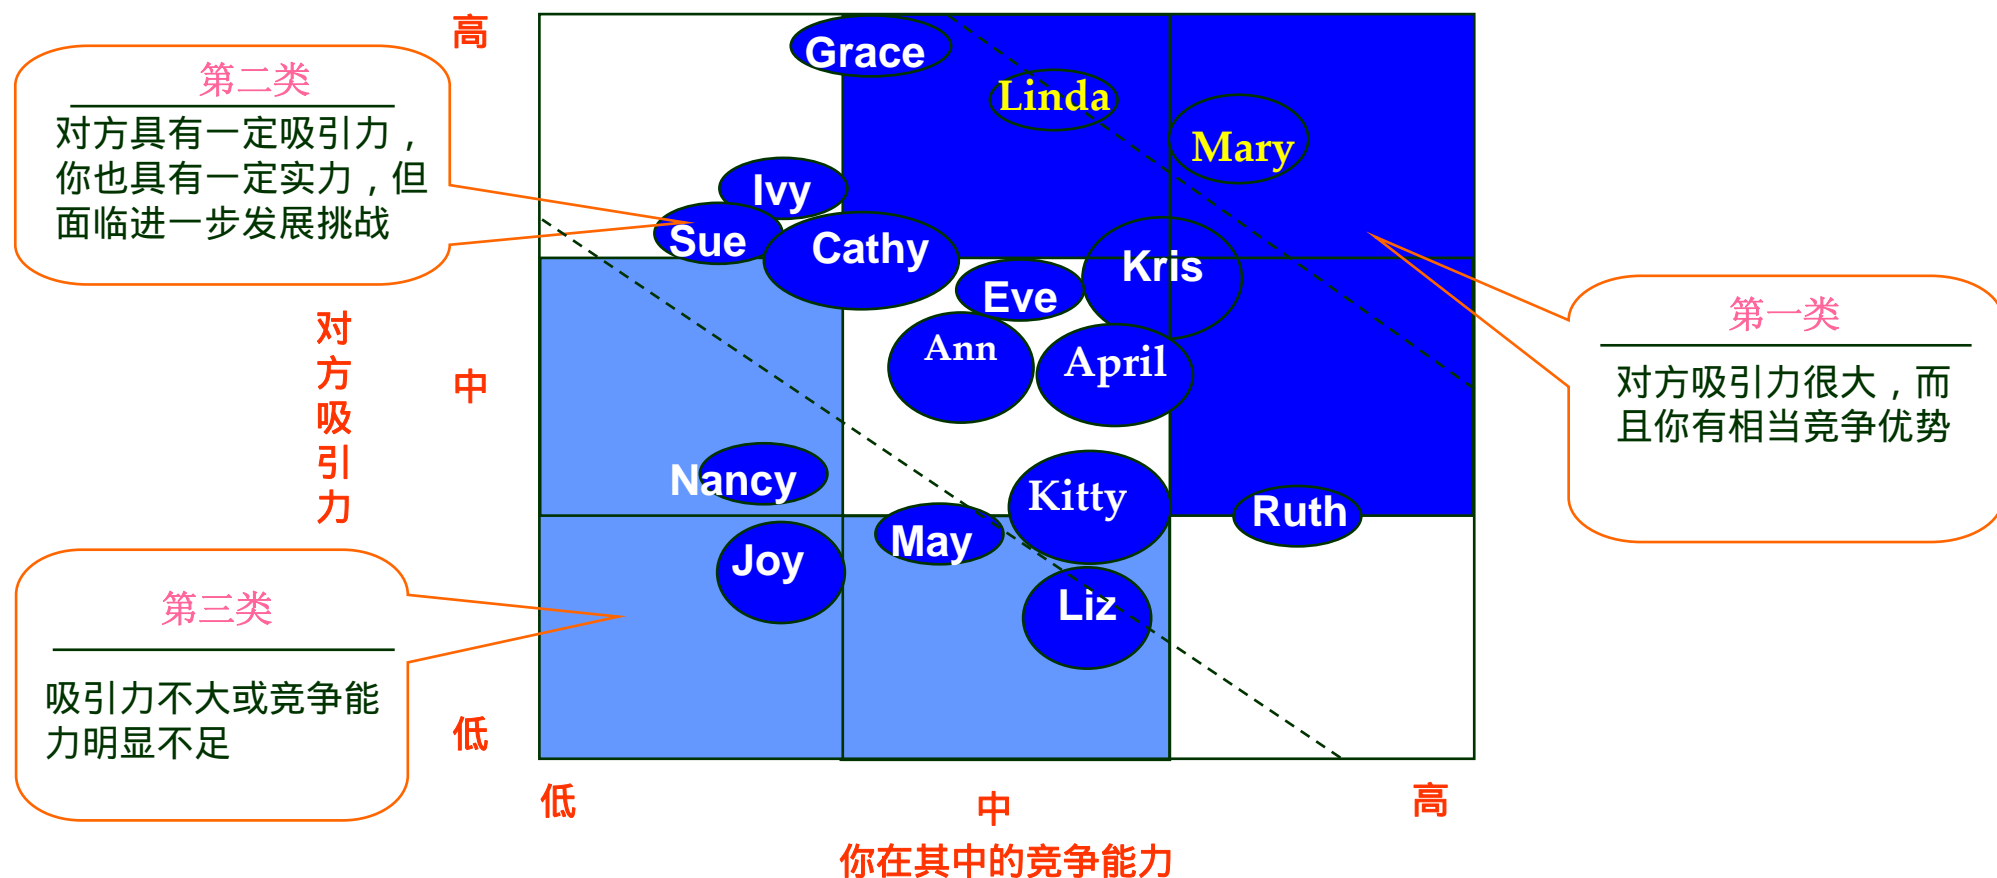 高
Grace
第二类
Linda
对方具有一定吸引力，
Mary
你也具有一定实力，但
Ivy
面临进一步发展挑战
Sue
Cathy
Kris
Eve
第一类
对
方
吸
引
力
Ann
April
中
对方吸引力很大，而
且你有相当竞争优势
Nancy
Kitty
Ruth
May
Joy
第三类
Liz
吸引力不大或竞争能
力明显不足
低
低
中
高
你在其中的竞争能力